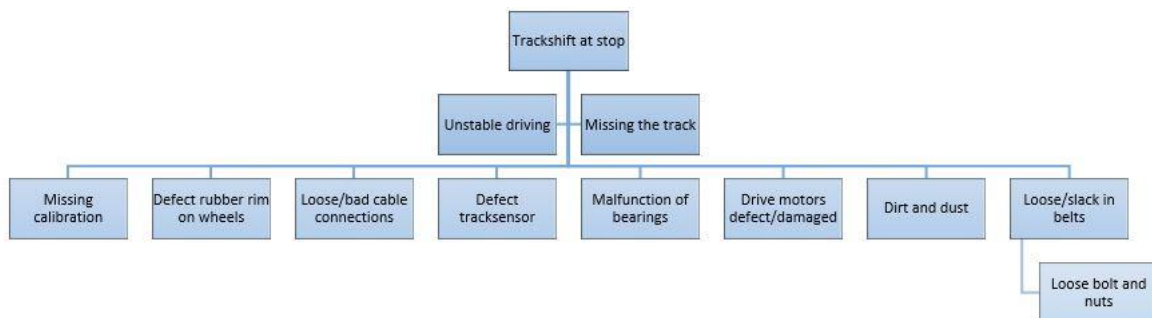 Trackshift at stop
Unstable driving
Missing the track
Missing
calibration
Defect rubber rim
on wheels
Loose/bad cable
connections
Defect
tracksensor
Malfunction of
bearings
Drive motors
defect/damaged
Dirt and dust
Loose/slack in
belts
Loose bolt and
nuts